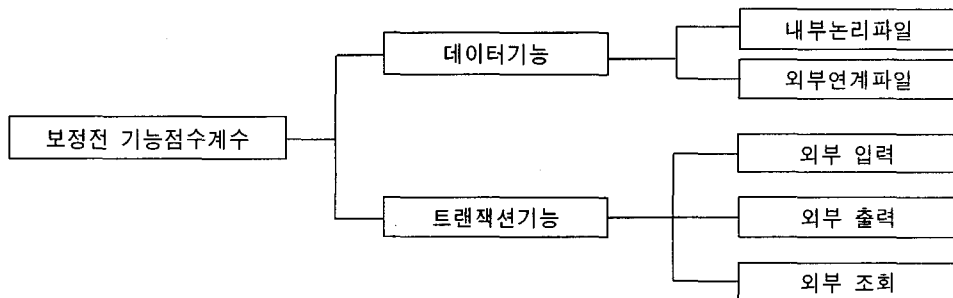 보정전 기능점수계수
데이터기능
내부논리파일
외부연계파일
트랜잭션기능
외부 입력
외부 출력
외부 조회